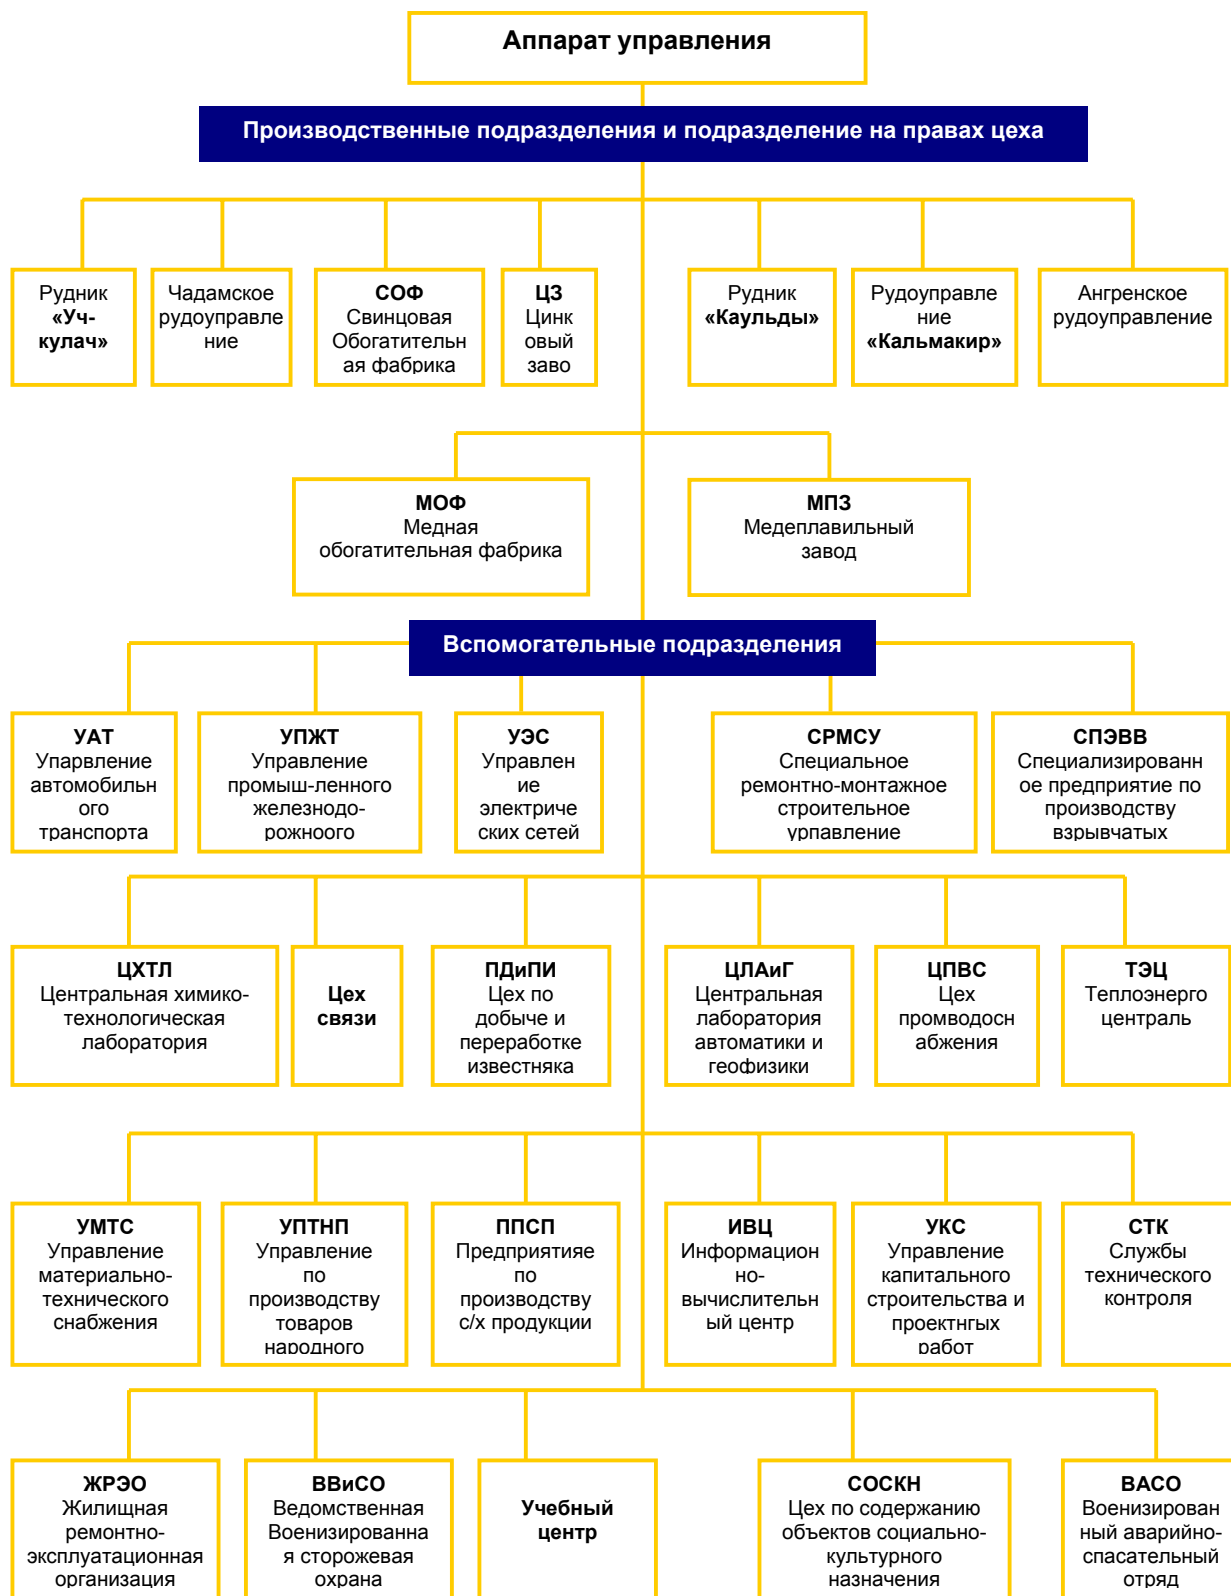 Аппарат управления
Производственные подразделения и подразделение на правах цеха
Рудник
«Уч-
кулач»
Чадамское
рудоуправле
ние
СОФ
Свинцовая
Обогатительн
ая фабрика
ЦЗ
Цинк
овый
заво
Рудник
«Каульды»
Рудоуправле
ние
«Кальмакир»
Ангренское
рудоуправление
МОФ
Медная
обогатительная фабрика
МПЗ
Медеплавильный
завод
Вспомогательные подразделения
УАТ
Упарвление
автомобильн
ого
транспорта
УПЖТ
Управление
промыш-ленного
железнодо-
рожноого
УЭС
Управлен
ие
электриче
ских сетей
СРМСУ
Специальное
ремонтно-монтажное
строительное
урпавление
СПЭВВ
Специализированн
ое предприятие по
производству
взрывчатых
ЦХТЛ
Центральная химико-
технологическая
лаборатория
Цех
связи
ПДиПИ
Цех по
добыче и
переработке
известняка
ЦЛАиГ
Центральная
лаборатория
автоматики и
геофизики
ЦПВС
Цех
промводосн
абжения
ТЭЦ
Теплоэнерго
централь
УМТС
Управление
материально-
технического
снабжения
УПТНП
Управление
по
производству
товаров
народного
ППСП
Предприятияе
по
производству
с/х продукции
ИВЦ
Информацион
но-
вычислительн
ый центр
УКС
Управление
капитального
строительства и
проектнгых
работ
СТК
Службы
технического
контроля
ЖРЭО
Жилищная
ремонтно-
эксплуатационная
организация
ВВиСО
Ведомственная
Военизированна
я сторожевая
охрана
Учебный
центр
СОСКН
Цех по содержанию
объектов социально-
культурного
назначения
ВАСО
Военизирован
ный аварийно-
спасательный
отряд